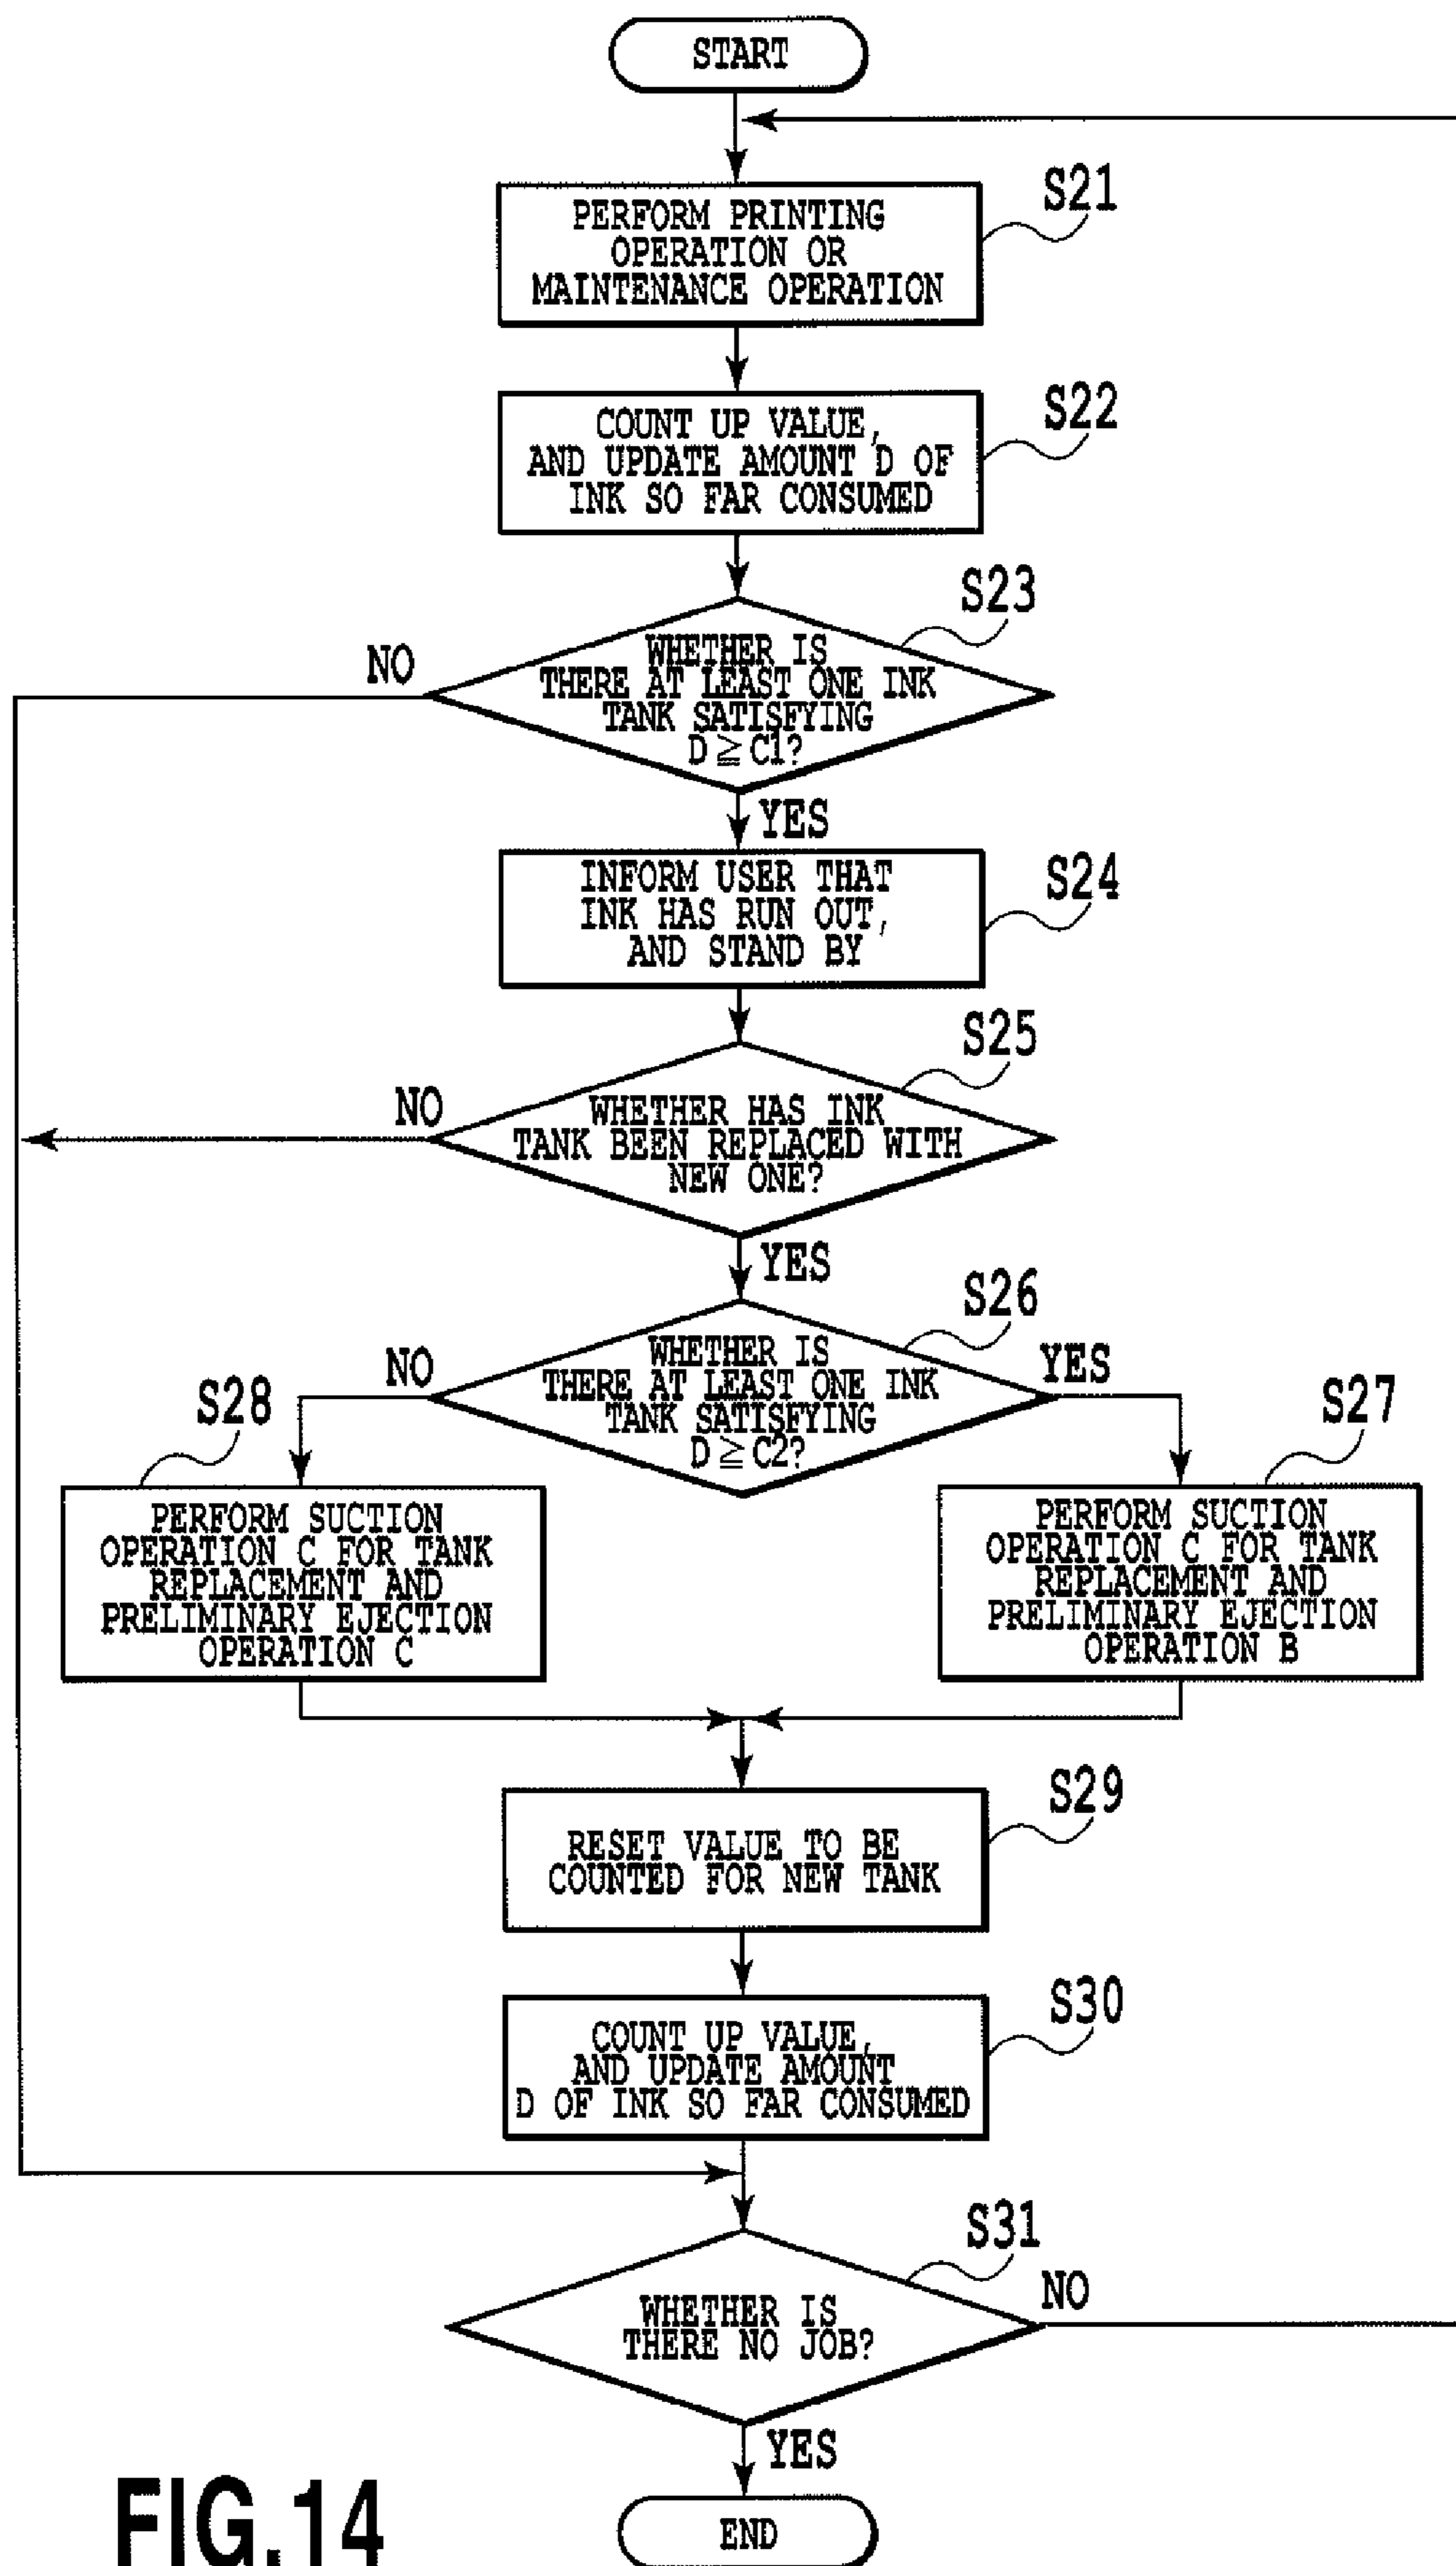 START
S21
PERFORM PRINTING
OPERATION OR
MAINTENANCE OPERATION
S22
COUNT UP VALUE,
AND UPDATE AMOUNT D OF
INK SO FAR CONSUMED
S23
NO
WHETHER IS
THERE AT LEAST ONE INK
TANK SATISFYING
D ≧ C1?
YES
S24
INFORM USER THAT
INK HAS RUN OUT,
AND STAND BY
S25
NO
WHETHER HAS INK
TANK BEEN REPLACED WITH
NEW ONE?
YES
S26
NO
WHETHER IS
THERE AT LEAST ONE INK
TANK SATISFYING
D ≧ C2?
YES
S28
PERFORM SUCTION
OPERATION C FOR TANK
REPLACEMENT AND
PRELIMINARY EJECTION
OPERATION C
S27
PERFORM SUCTION
OPERATION C FOR TANK
REPLACEMENT AND
PRELIMINARY EJECTION
OPERATION B
S29
RESET VALUE TO BE
COUNTED FOR NEW TANK
S30
COUNT UP VALUE,
AND UPDATE AMOUNT
D OF INK SO FAR CONSUMED
S31
WHETHER IS
THERE NO JOB?
NO
YES
END
FIG.14